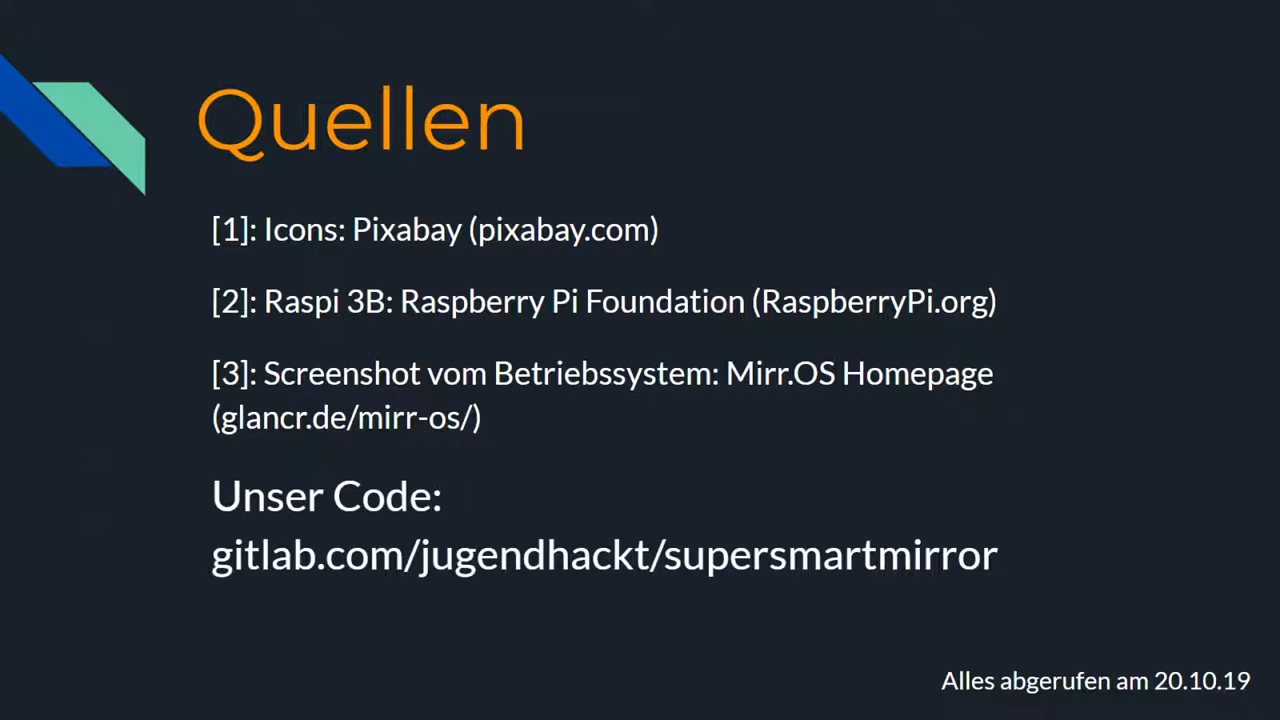 Quellen
[1]: Icons: Pixabay (pixabay.com)
[2]: Raspi 3B: Raspberry Pi Foundation (RaspberryPi.org)
[3]: Screenshot vom Betriebssystem: Mirr.OS Homepage
(glancr.de/mirr-os/)
Unser Code:
gitlab.com/jugendhackt/supersmartmirror
Alles abgerufen am 20.10.19